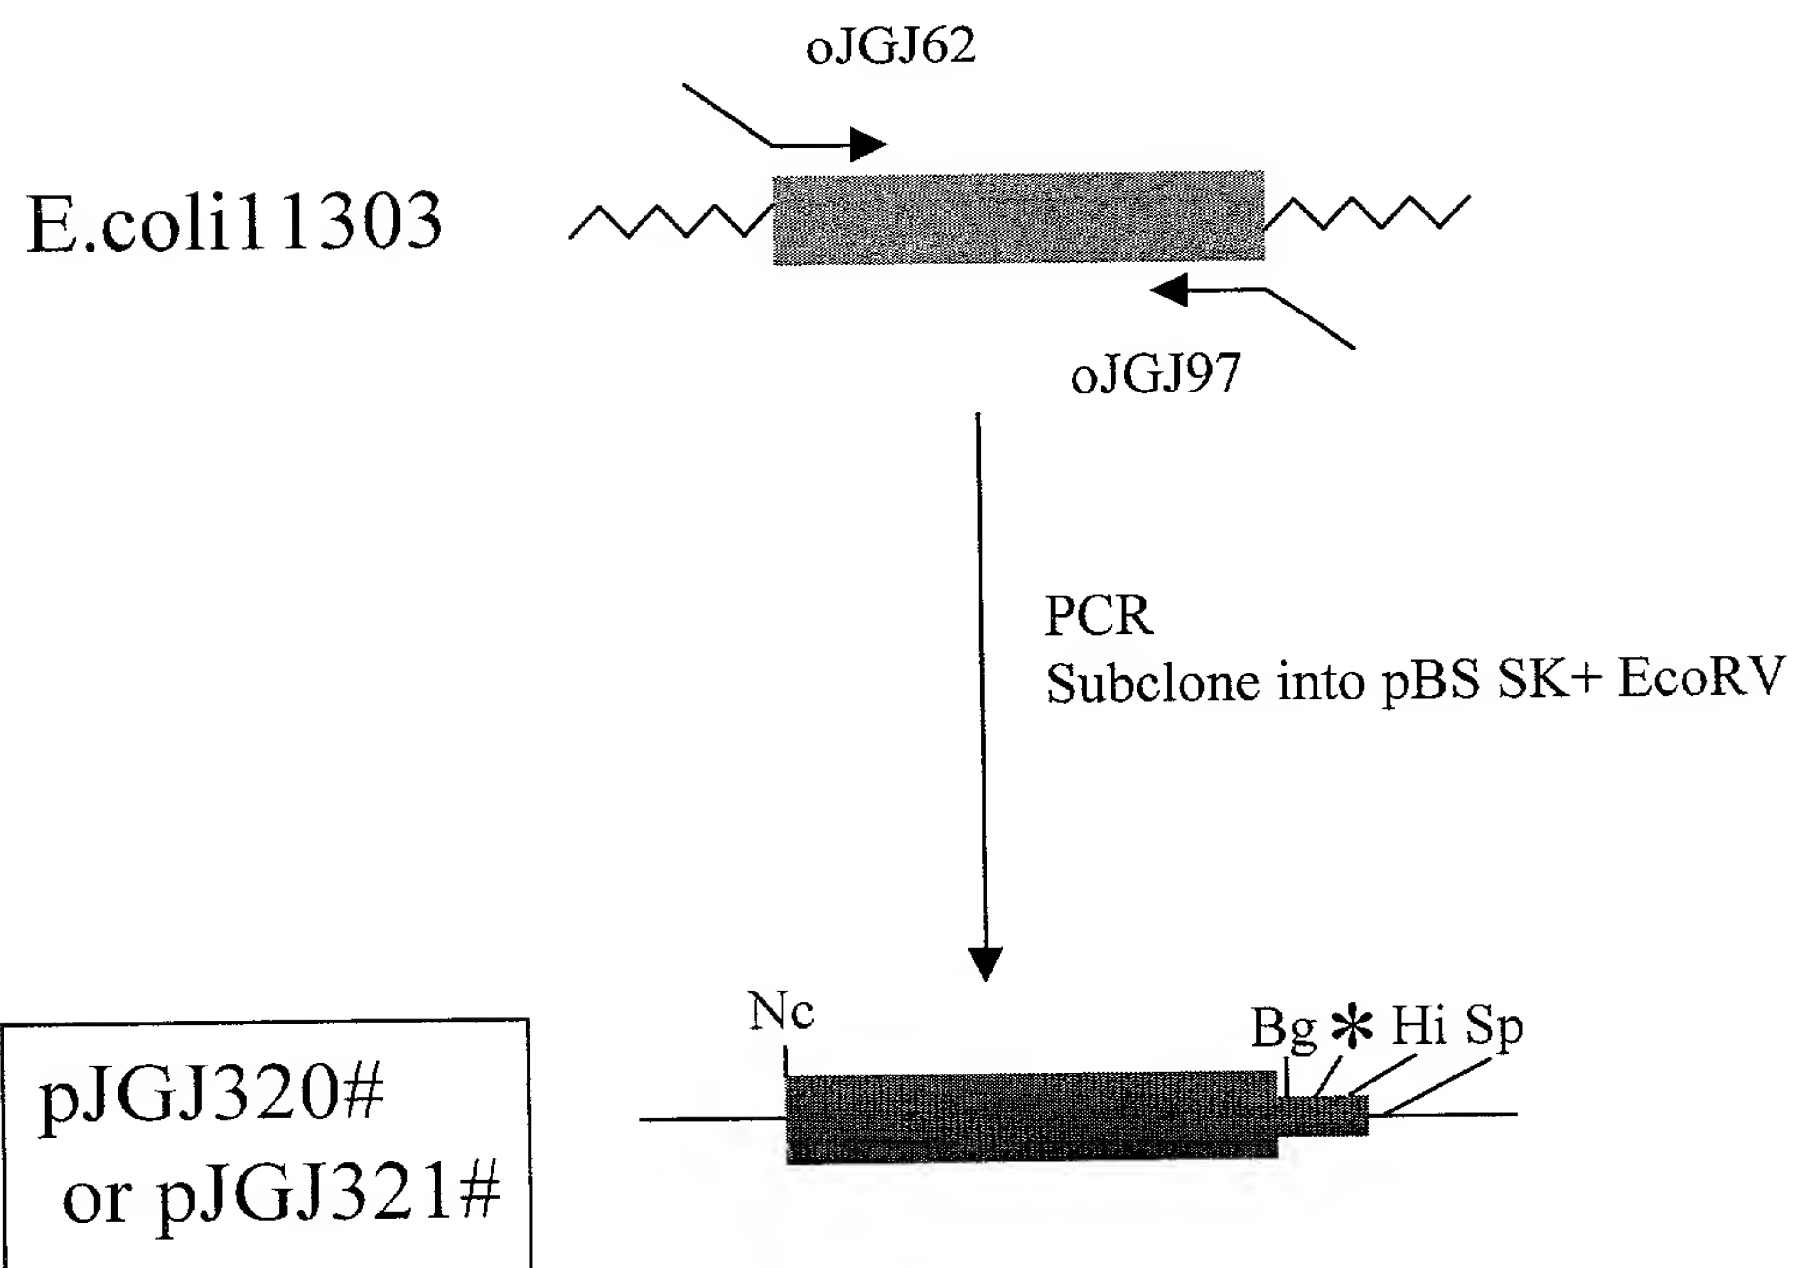 oJGJ62
E.coli11303
oJGJ97
PCR
Subclone into pBS SK+ EcoRV
Nc
Bg * Hi Sp
pJGJ320#
or pJGJ321#